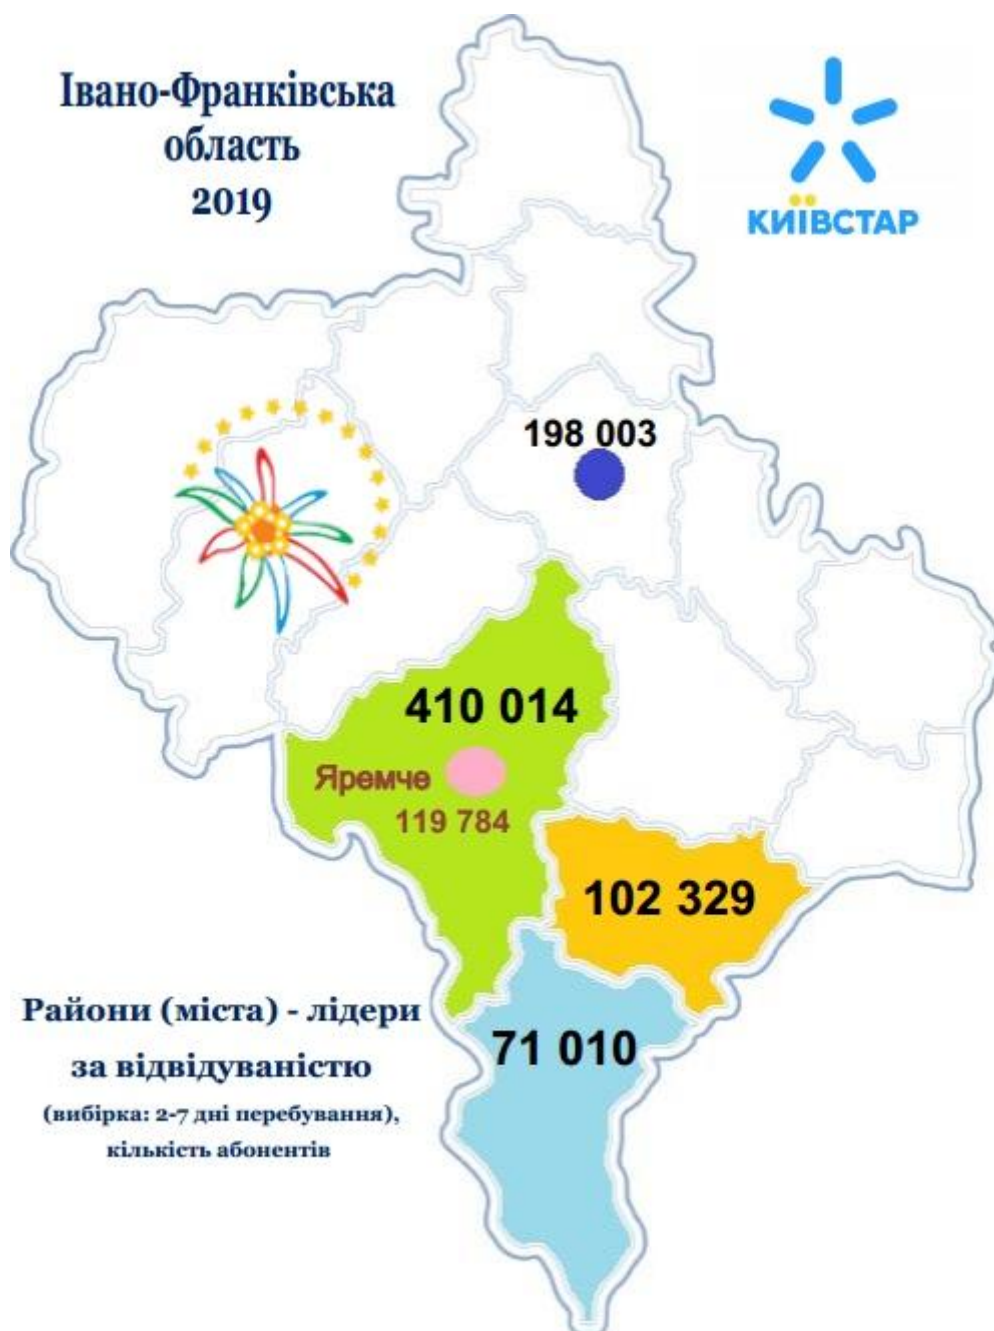 Івано-Франківська
область
2019
КИЇВСТАР
198 003
410 014
Яремче
119 784
102 329
71 010
Райони (міста) - лідери
за відвідуваністю
(вибірка: 2-7 дні перебування),
кількість абонентів